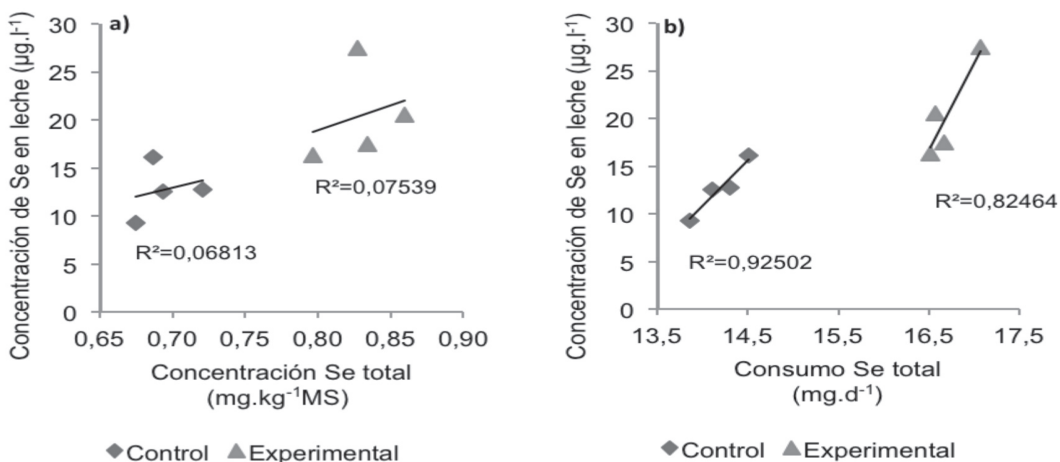 a)
Concentración de Se en leche (µg.l⁻¹)
30
25
20
15
10
5
0
R²=0,06813
R²=0,07539
0,65 0,70 0,75 0,80 0,85 0,90
Concentración Se total
(mg.kg⁻¹MS)
Control Experimental
b)
Concentración de Se en leche (µg.l⁻¹)
30
25
20
15
10
5
0
R²=0,92502
R²=0,82464
13,5 14,5 15,5 16,5 17,5
Consumo Se total
(mg.d⁻¹)
Control Experimental